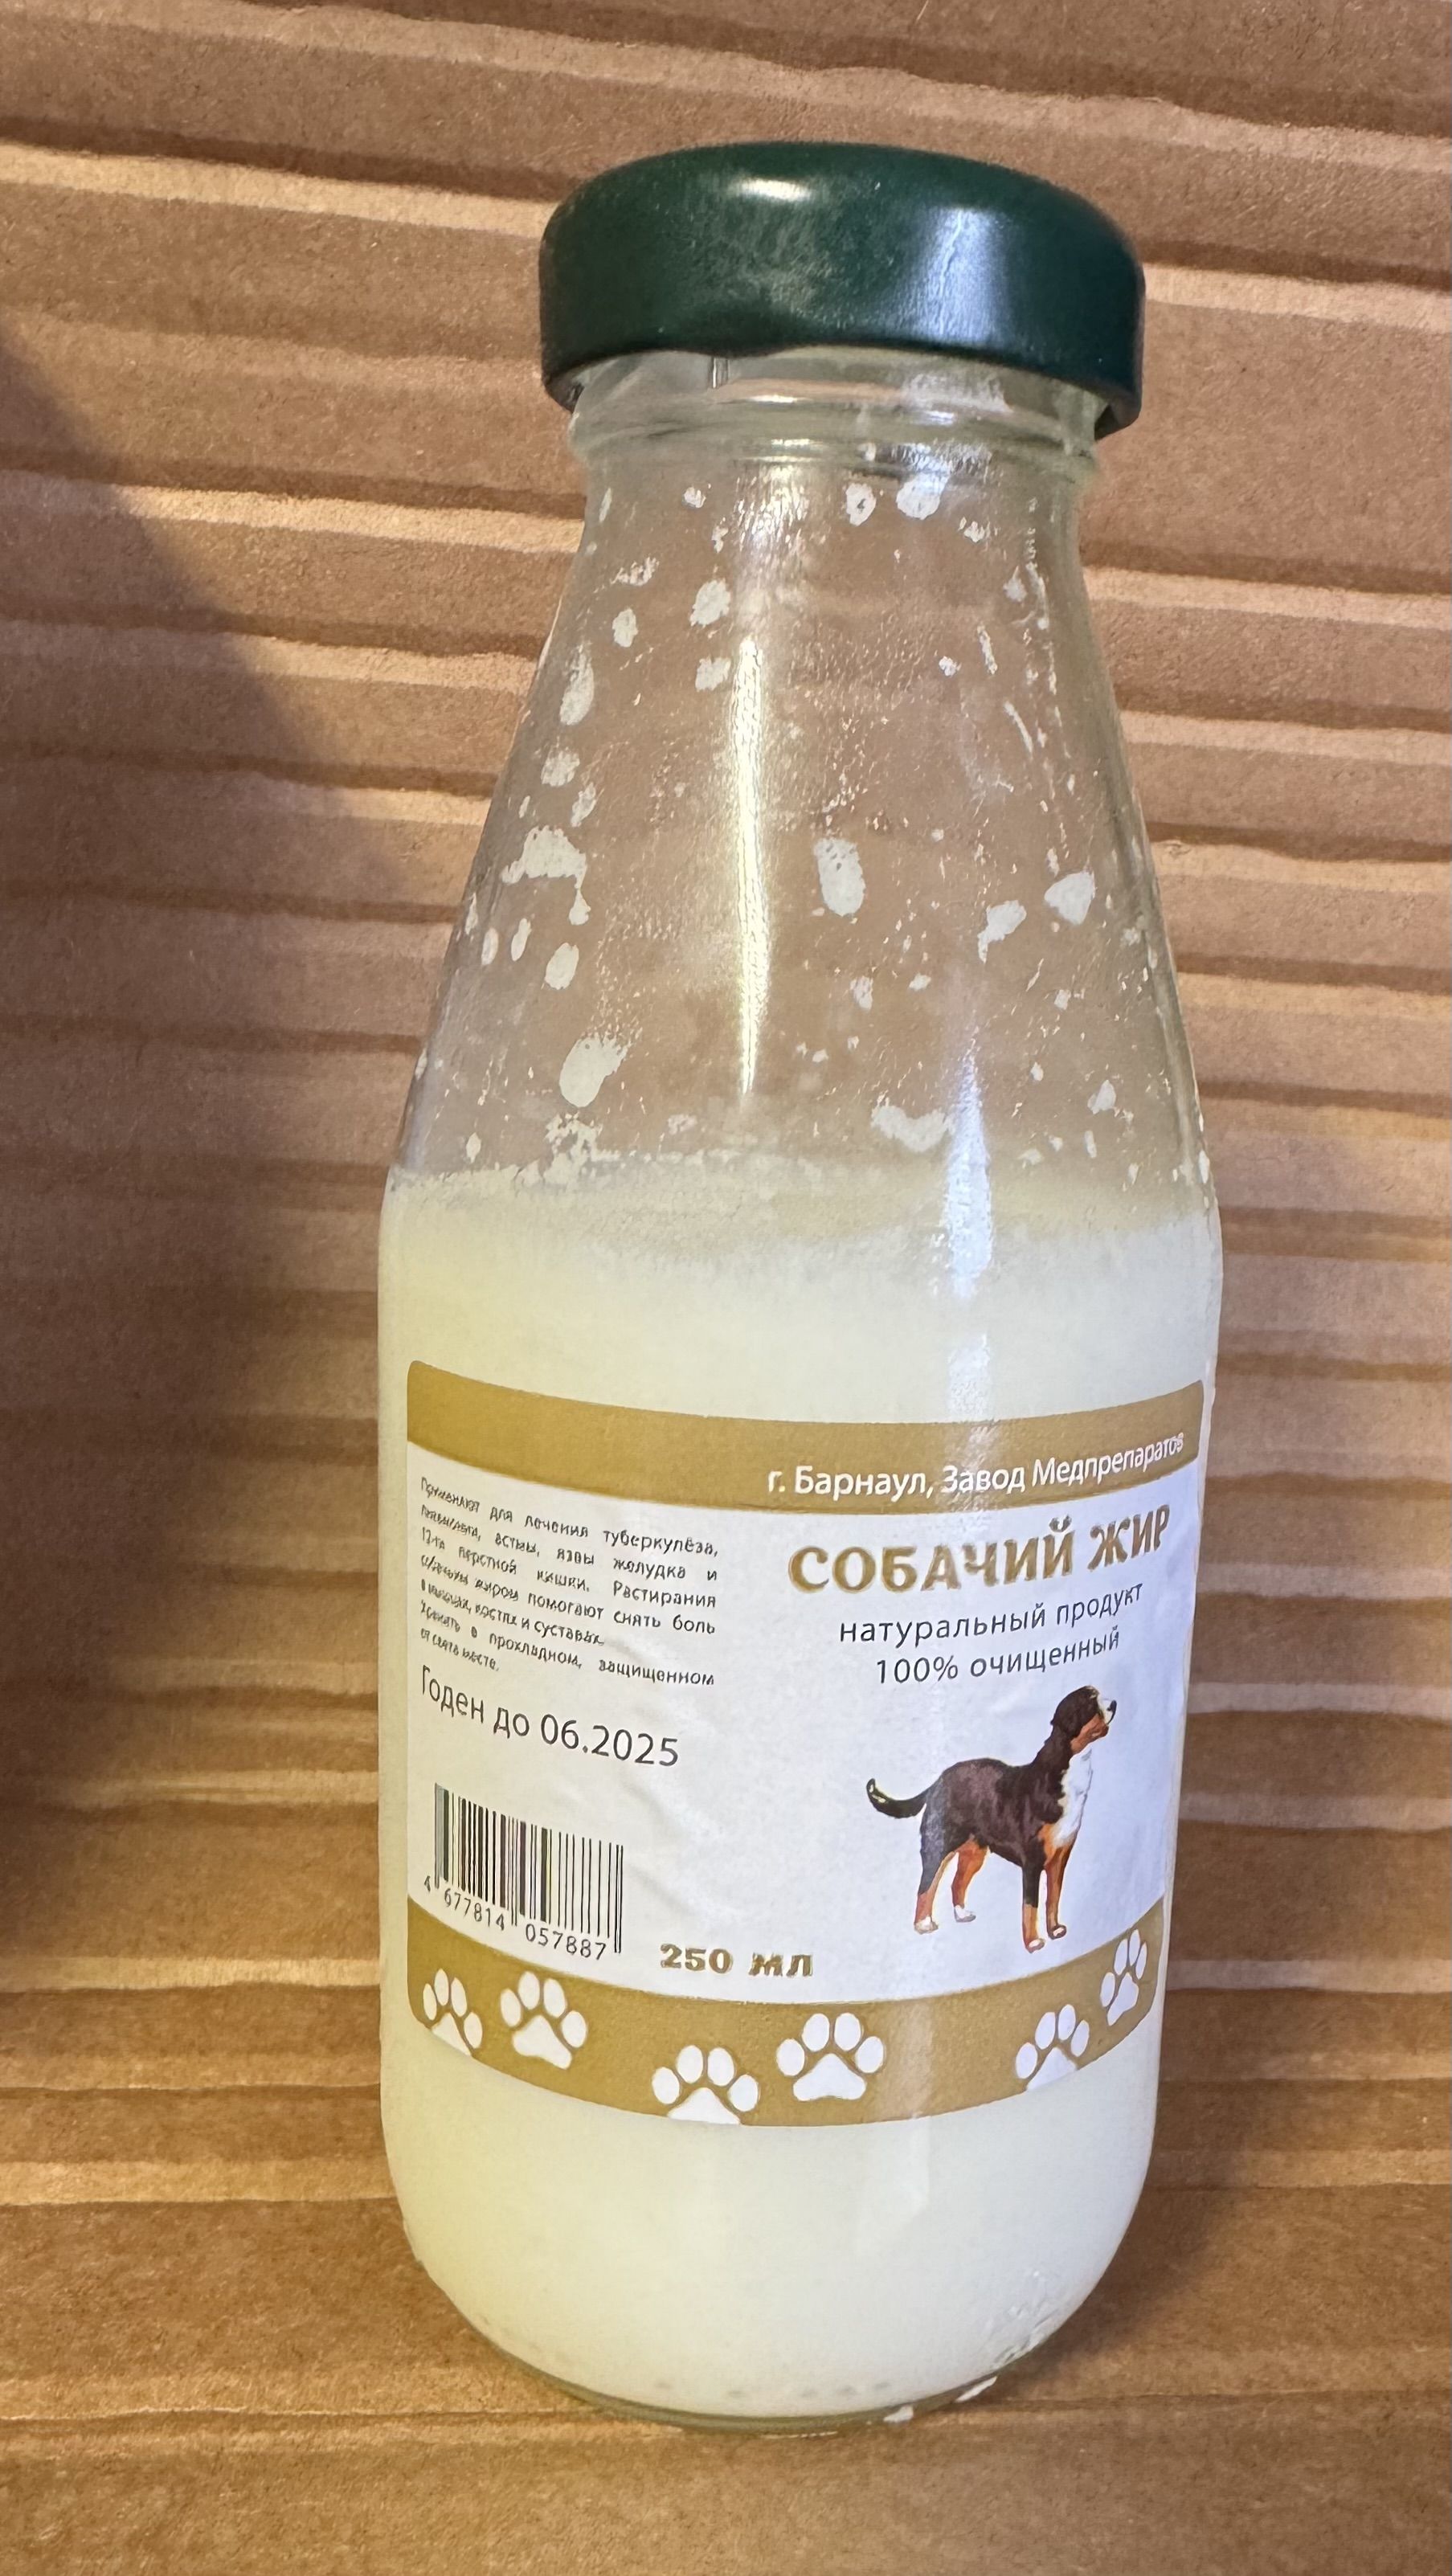 г. Барнаул, Завод Медпрепаратов
СОБАЧИЙ ЖИР
натуральный продукт
100% очищенный
Применяют для лечения туберкулёза,
астмы, язвы желудка и
12-ти перстной кишки. Растирания
жиром помогают снять боль
в мышцах, костях и суставах.
Хранить в прохладном, защищенном
от света месте.
Годен до 06.2025
4 677814 057887
250 мл